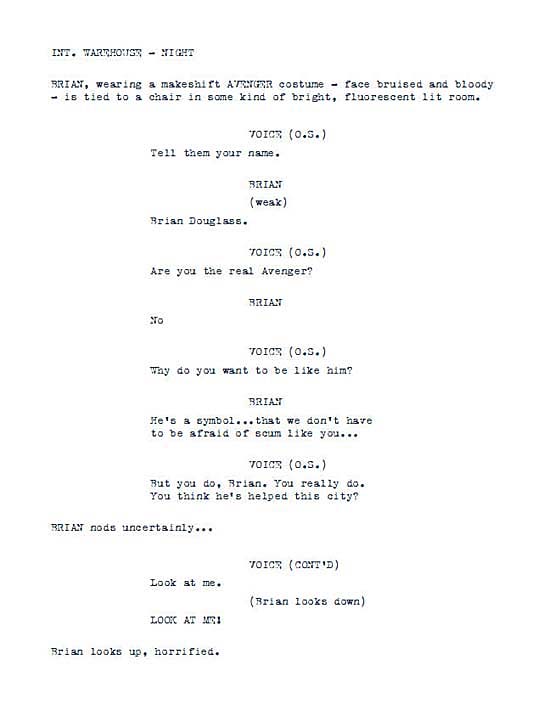 INT. WAREHOUSE - NIGHT
BRIAN, wearing a makeshift AVENGER costume - face bruised and bloody
- is tied to a chair in some kind of bright, fluorescent lit room.
VOICE (O.S.)
Tell them your name.
BRIAN
(weak)
Brian Douglass.
VOICE (O.S.)
Are you the real Avenger?
BRIAN
No
VOICE (O.S.)
Why do you want to be like him?
BRIAN
He's a symbol...that we don't have
to be afraid of scum like you...
VOICE (O.S.)
But you do, Brian. You really do.
You think he's helped this city?
BRIAN nods uncertainly...
VOICE (CONT'D)
Look at me.
(Brian looks down)
LOOK AT ME!
Brian looks up, horrified.